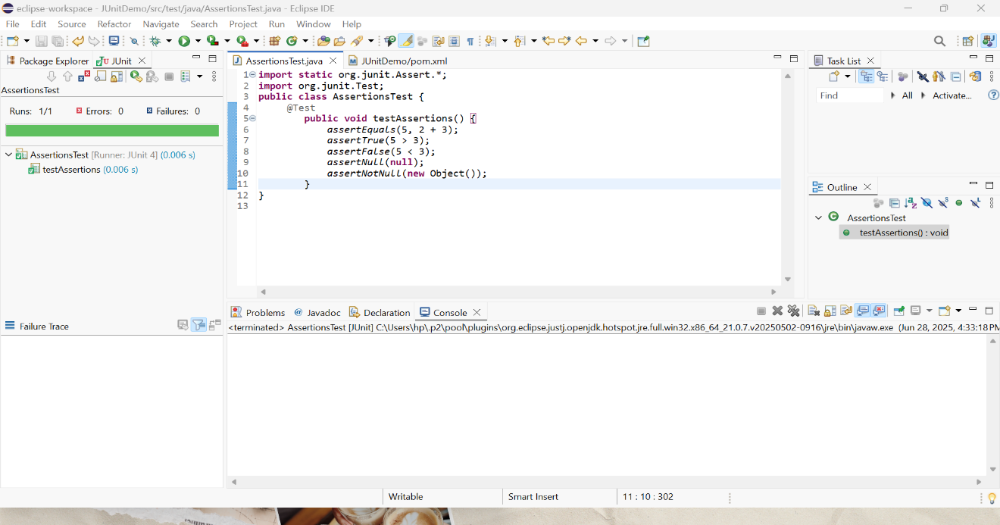 eclipse-workspace - JUnitDemo/src/test/java/AssertionsTest.java - Eclipse IDE
File Edit Source Refactor Navigate Search Project Run Window Help
Package Explorer JUnit
AssertionsTest
Runs: 1/1 Errors: 0 Failures: 0
AssertionsTest [Runner: JUnit 4] (0.006 s)
testAssertions (0.006 s)
Failure Trace
AssertionsTest.java JUnitDemo/pom.xml
1 import static org.junit.Assert.*;
2 import org.junit.Test;
3 public class AssertionsTest {
4 @Test
5 public void testAssertions() {
6 assertEquals(5, 2 + 3);
7 assertTrue(5 > 3);
8 assertFalse(5 < 3);
9 assertNull(null);
10 assertNotNull(new Object());
11 }
12 }
13
Task List
Find All Activate...
Outline
AssertionsTest
testAssertions() : void
Problems Javadoc Declaration Console
<terminated> AssertionsTest [JUnit] C:\Users\hp\.p2\pool\plugins\org.eclipse.justj.openjdk.hotspot.jre.full.win32.x86_64_21.0.7.v20250502-0916\jre\bin\javaw.exe (Jun 28, 2025, 4:33:18 PM
Writable Smart Insert 11 : 10 : 302